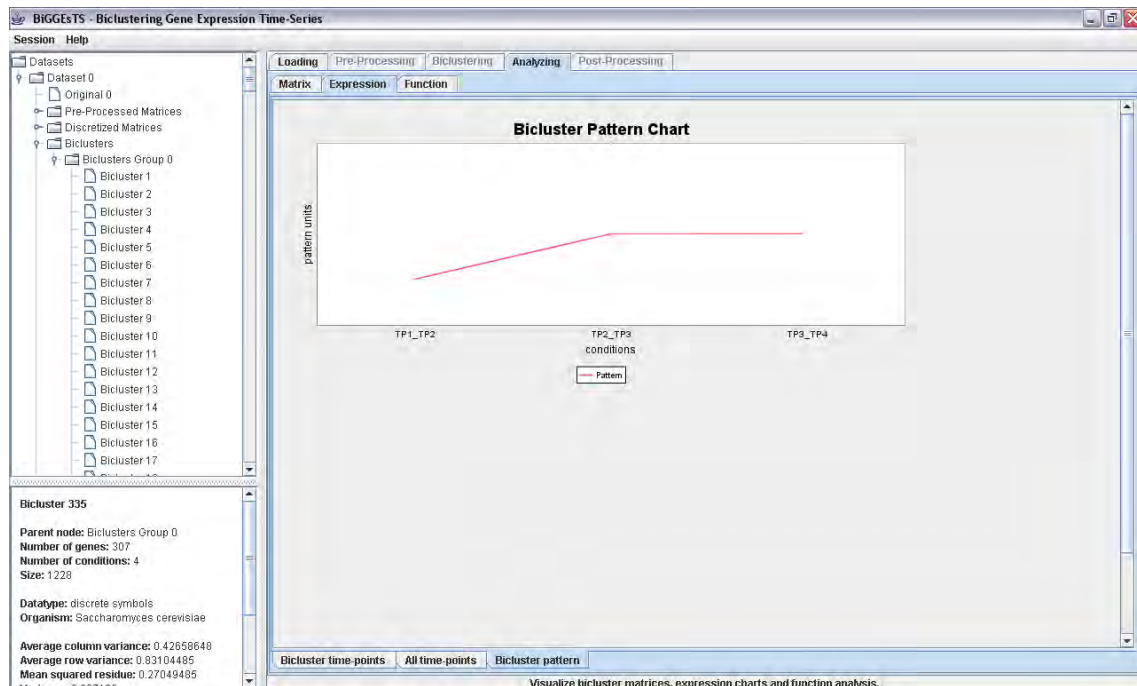 BiGGEsTS - Biclustering Gene Expression Time-Series
Session Help
Datasets
Dataset 0
Original 0
Pre-Processed Matrices
Discretized Matrices
Biclusters
Biclusters Group 0
Bicluster 1
Bicluster 2
Bicluster 3
Bicluster 4
Bicluster 5
Bicluster 6
Bicluster 7
Bicluster 8
Bicluster 9
Bicluster 10
Bicluster 11
Bicluster 12
Bicluster 13
Bicluster 14
Bicluster 15
Bicluster 16
Bicluster 17
Bicluster 335
Parent node: Biclusters Group 0
Number of genes: 307
Number of conditions: 4
Size: 1228
Datatype: discrete symbols
Organism: Saccharomyces cerevisiae
Average column variance: 0.42658648
Average row variance: 0.83104485
Mean squared residue: 0.27049485
Loading Pre-Processing Biclustering Analyzing Post-Processing
Matrix Expression Function
Bicluster Pattern Chart
pattern units
TP1_TP2 TP2_TP3 TP3_TP4
conditions
Pattern
Bicluster time-points All time-points Bicluster pattern
Visualize bicluster matrices, expression charts and function analysis.